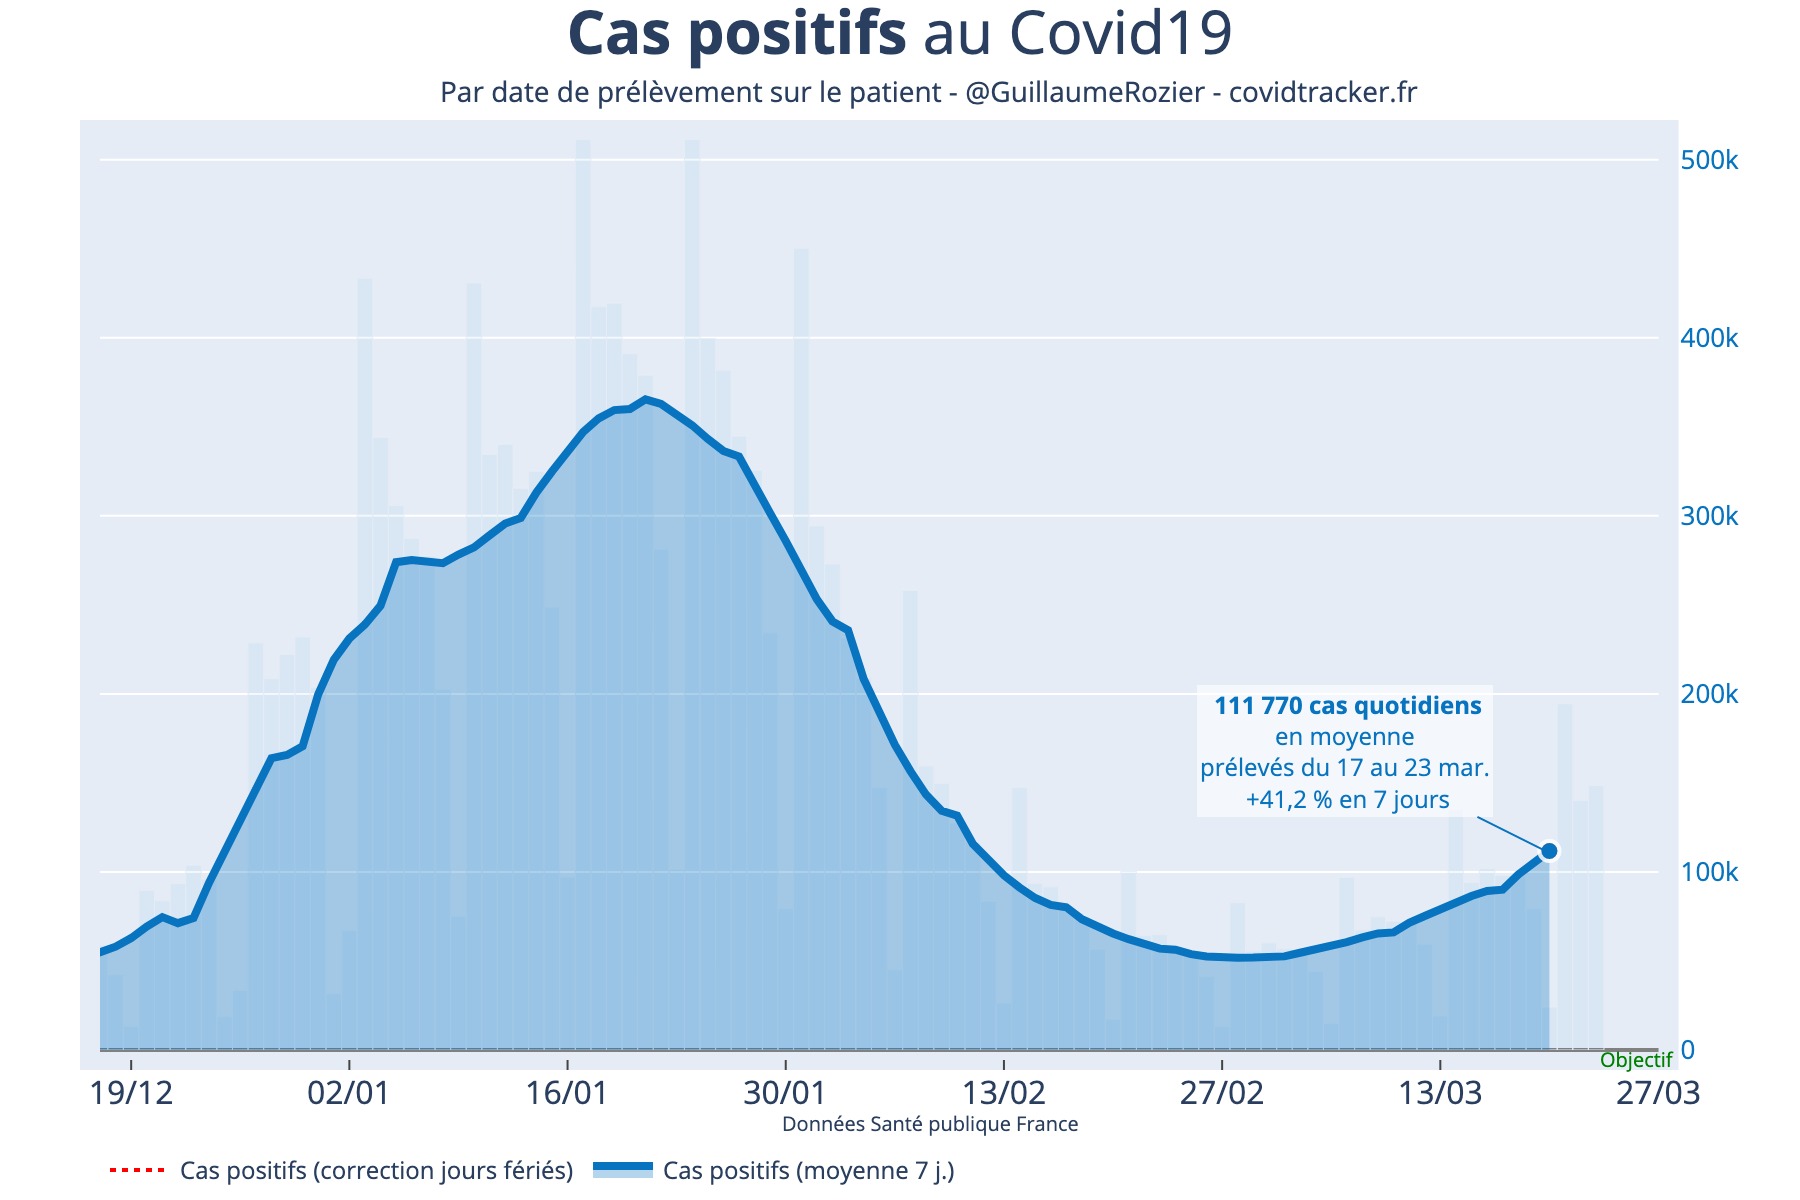 Cas positifs au Covid19
Par date de prélèvement sur le patient - @GuillaumeRozier - covidtracker.fr
500k
400k
300k
200k
100k
0
111 770 cas quotidiens
en moyenne
prélevés du 17 au 23 mar.
+41,2 % en 7 jours
Objectif
19/12 02/01 16/01 30/01 13/02 27/02 13/03 27/03
Données Santé publique France
Cas positifs (correction jours fériés) Cas positifs (moyenne 7 j.)